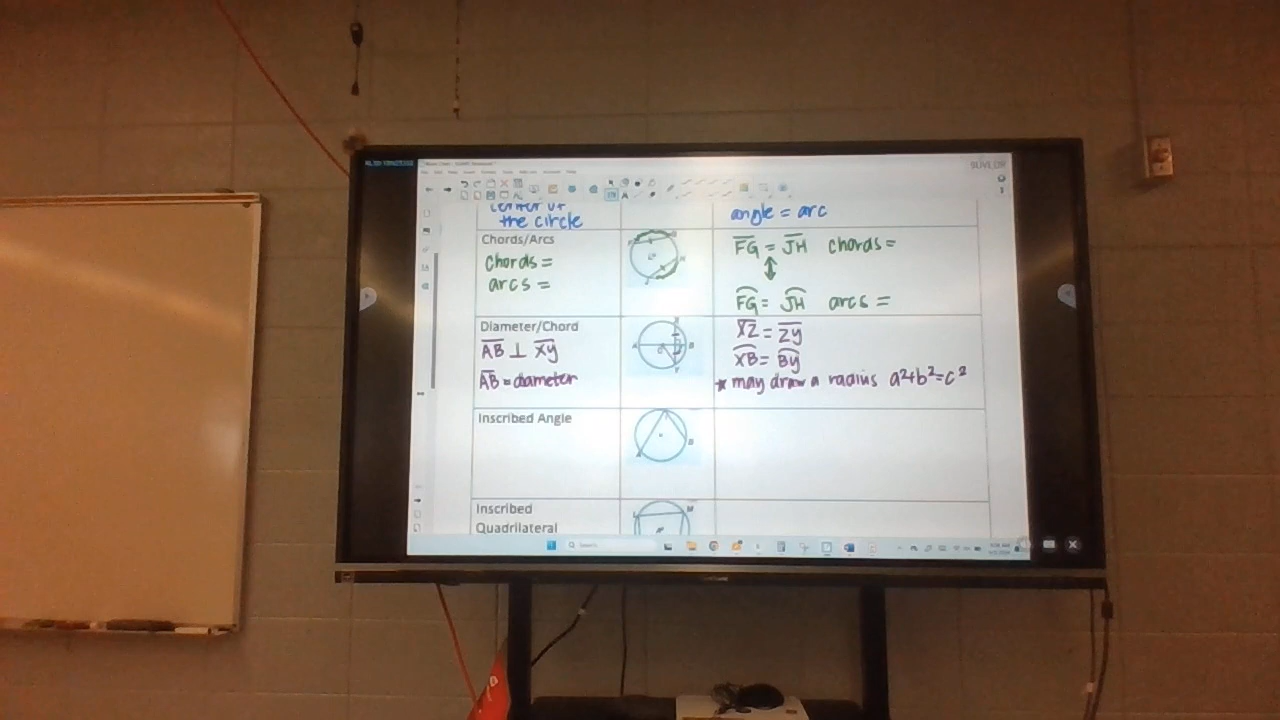 center of
the circle
angle = arc
Chords/Arcs
chords =
arcs =
FG = JH chords =
FG = JH arcs =
Diameter/Chord
AB ⊥ XY
AB = diameter
XZ = ZY
XB = BY
* may draw a radius a²+b²=c²
Inscribed Angle
Inscribed
Quadrilateral
Search